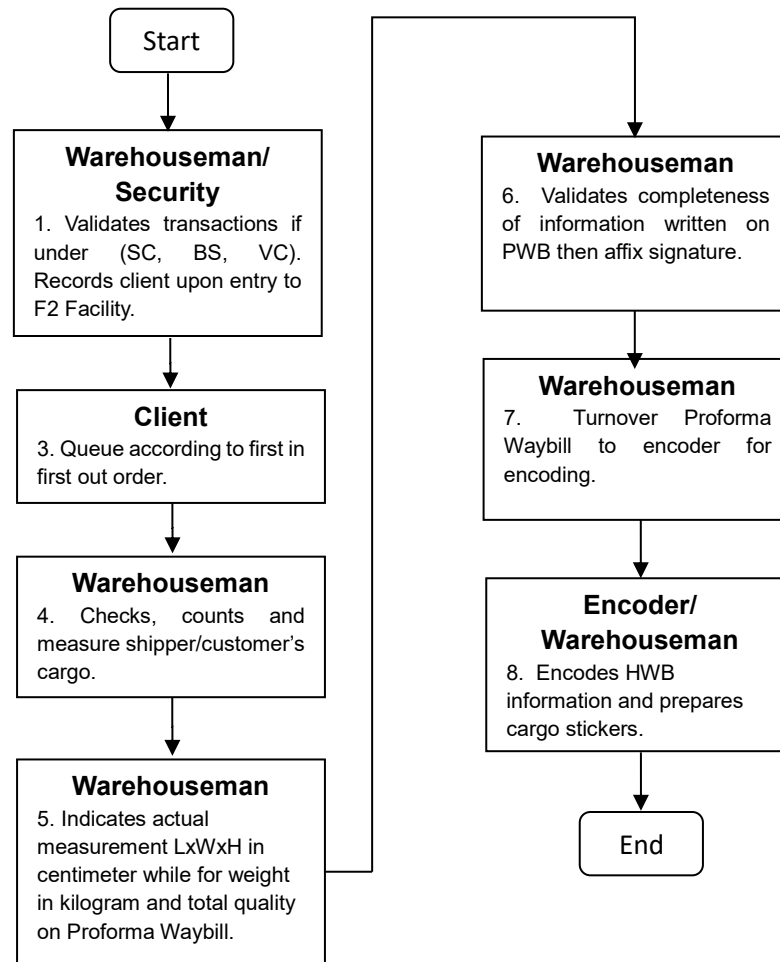 Start
Warehouseman/
Security
1. Validates transactions if
under (SC, BS, VC).
Records client upon entry to
F2 Facility.
Client
3. Queue according to first in
first out order.
Warehouseman
4. Checks, counts and
measure shipper/customer's
cargo.
Warehouseman
5. Indicates actual
measurement LxWxH in
centimeter while for weight
in kilogram and total quality
on Proforma Waybill.
Warehouseman
6. Validates completeness
of information written on
PWB then affix signature.
Warehouseman
7. Turnover Proforma
Waybill to encoder for
encoding.
Encoder/
Warehouseman
8. Encodes HWB
information and prepares
cargo stickers.
End